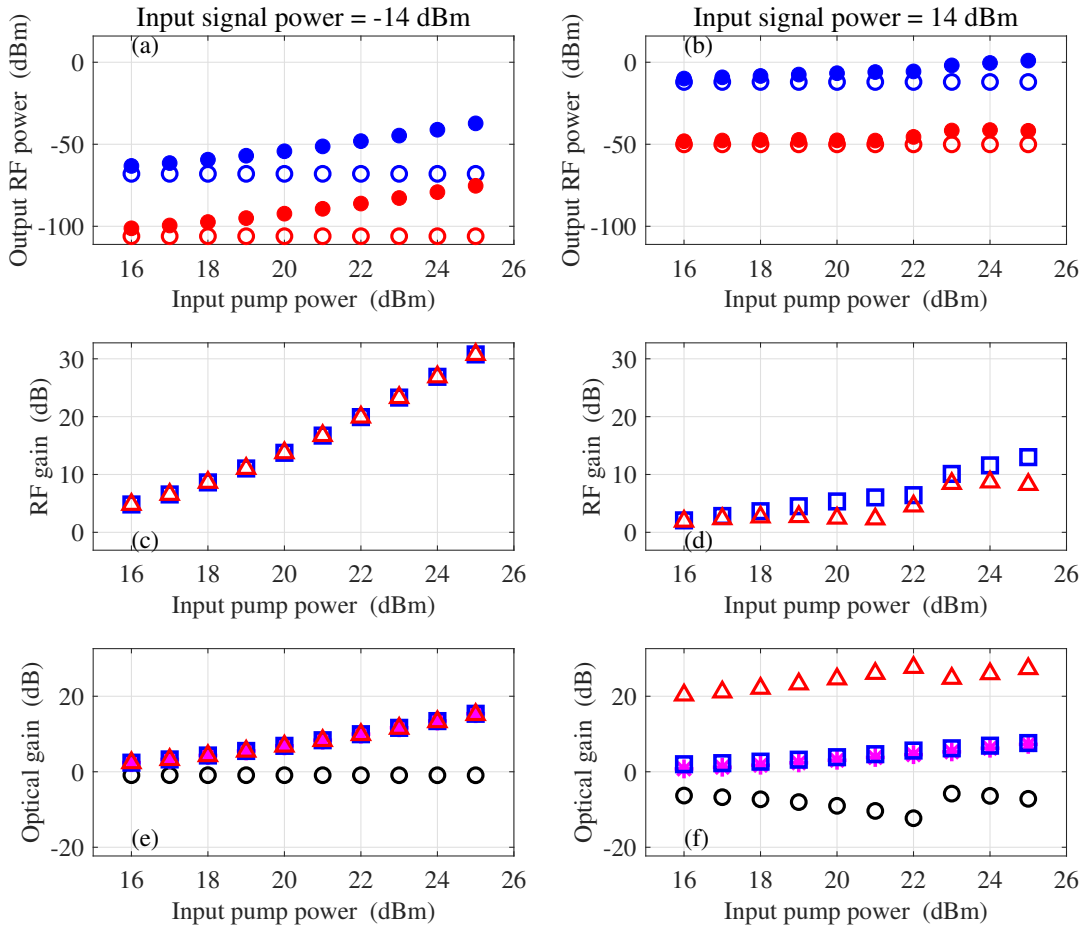 Input signal power = -14 dBm
(a)
Output RF power (dBm)
0
-50
-100
16 18 20 22 24 26
Input pump power (dBm)
Input signal power = 14 dBm
(b)
Output RF power (dBm)
0
-50
-100
16 18 20 22 24 26
Input pump power (dBm)
RF gain (dB)
30
20
10
0
(c)
16 18 20 22 24 26
Input pump power (dBm)
RF gain (dB)
30
20
10
0
(d)
16 18 20 22 24 26
Input pump power (dBm)
Optical gain (dB)
20
0
-20
(e)
16 18 20 22 24 26
Input pump power (dBm)
Optical gain (dB)
20
0
-20
(f)
16 18 20 22 24 26
Input pump power (dBm)